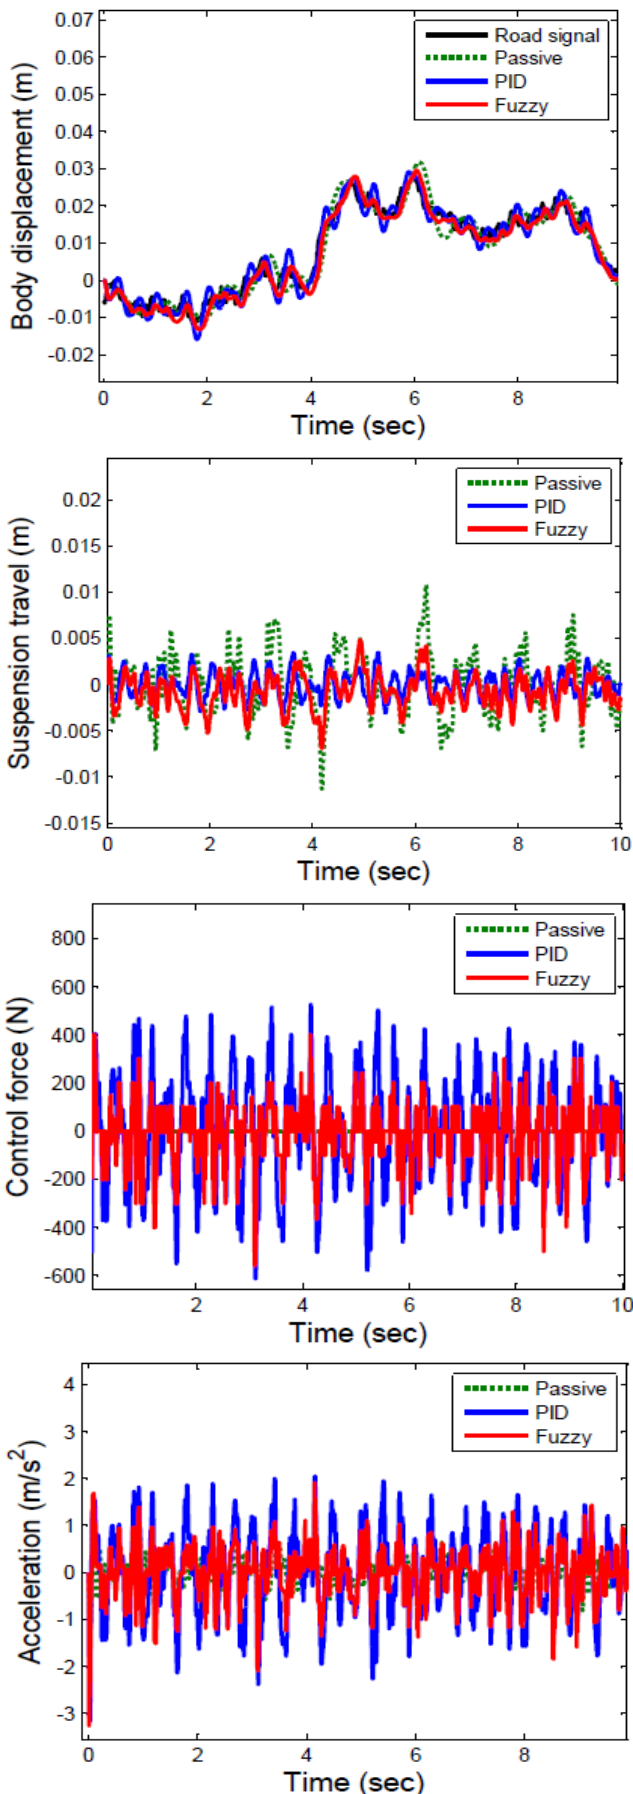 0.07
0.06
0.05
0.04
0.03
0.02
0.01
0
-0.01
-0.02
Body displacement (m)
Road signal
Passive
PID
Fuzzy
0 2 4 6 8
Time (sec)
0.02
0.015
0.01
0.005
0
-0.005
-0.01
-0.015
Suspension travel (m)
Passive
PID
Fuzzy
0 2 4 6 8 10
Time (sec)
800
600
400
200
0
-200
-400
-600
Control force (N)
Passive
PID
Fuzzy
2 4 6 8 10
Time (sec)
4
3
2
1
0
-1
-2
-3
Acceleration (m/s²)
Passive
PID
Fuzzy
0 2 4 6 8
Time (sec)